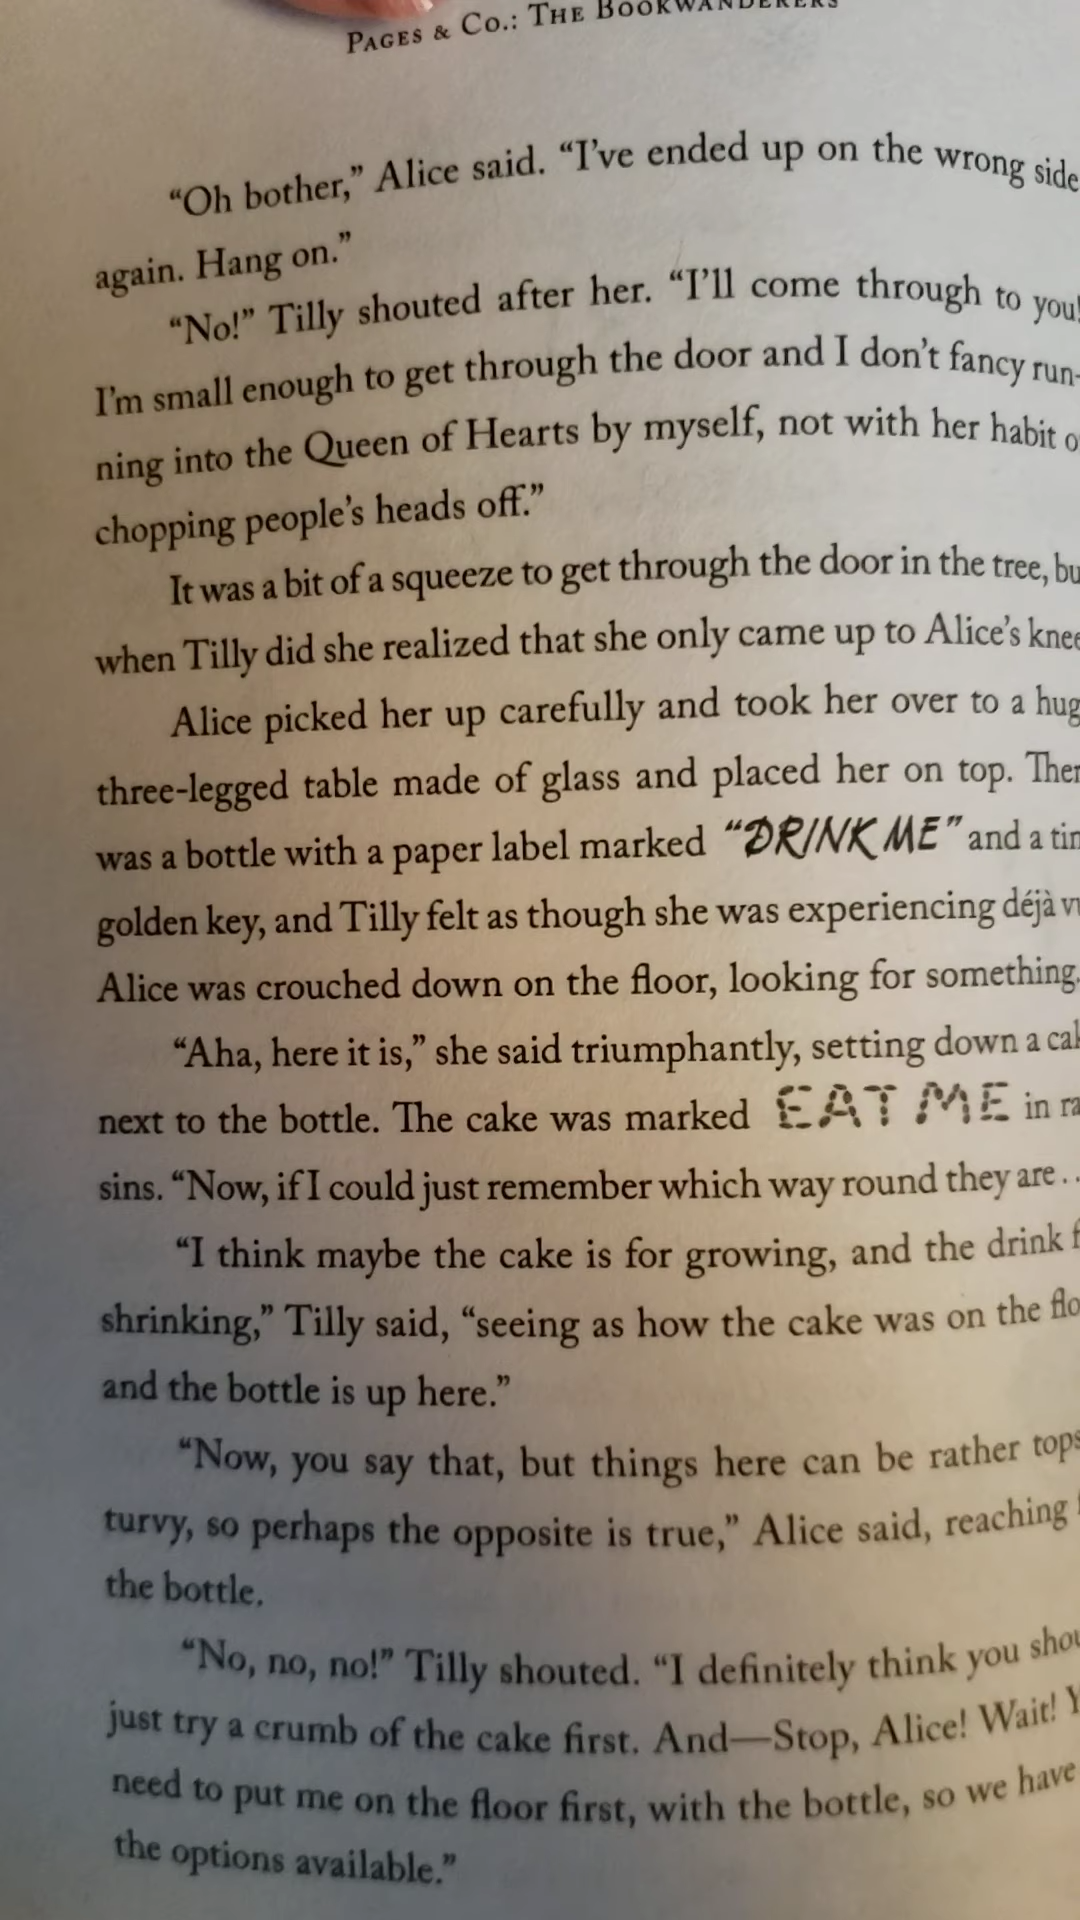 PAGES & CO.: THE BOOKWANDERERS
“Oh bother,” Alice said. “I’ve ended up on the wrong side
again. Hang on.”
“No!” Tilly shouted after her. “I’ll come through to you!
I’m small enough to get through the door and I don’t fancy run-
ning into the Queen of Hearts by myself, not with her habit
chopping people’s heads off.”
It was a bit of a squeeze to get through the door in the tree,
when Tilly did she realized that she only came up to Alice’s
Alice picked her up carefully and took her over to a
three-legged table made of glass and placed her on top.
was a bottle with a paper label marked “DRINK ME” and a
golden key, and Tilly felt as though she was experiencing déjà
Alice was crouched down on the floor, looking for something.
“Aha, here it is,” she said triumphantly, setting down a
next to the bottle. The cake was marked EAT ME in
sins. “Now, if I could just remember which way round they are . .
“I think maybe the cake is for growing, and the drink
shrinking,” Tilly said, “seeing as how the cake was on the
and the bottle is up here.”
“Now, you say that, but things here can be rather
turvy, so perhaps the opposite is true,” Alice said, reaching
the bottle.
“No, no, no!” Tilly shouted. “I definitely think you
just try a crumb of the cake first. And—Stop, Alice! Wait!
need to put me on the floor first, with the bottle, so we have
the options available.”